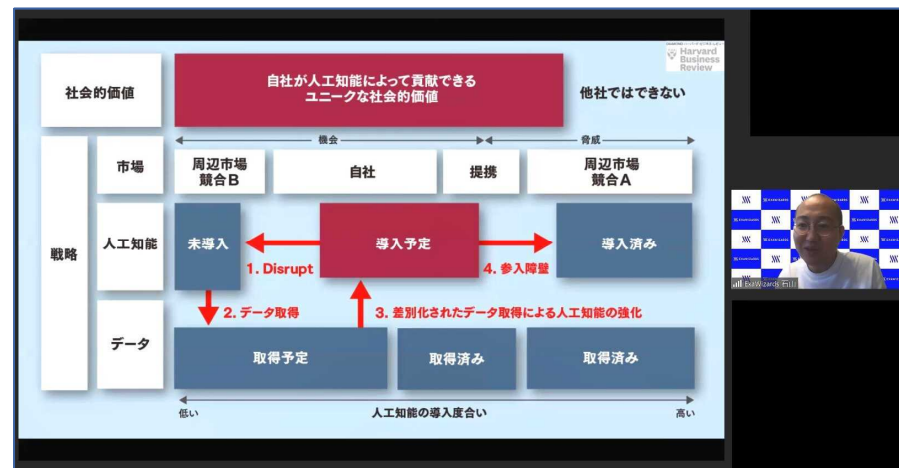 Harvard
Business
Review
社会的価値
自社が人工知能によって貢献できる
ユニークな社会的価値
他社ではできない
機会
脅威
戦略
市場
周辺市場
競合B
自社
提携
周辺市場
競合A
人工知能
未導入
導入予定
導入済み
1. Disrupt
4. 参入障壁
2. データ取得
3. 差別化されたデータ取得による人工知能の強化
データ
取得予定
取得済み
取得済み
低い
人工知能の導入度合い
高い
ExaWizards 石山